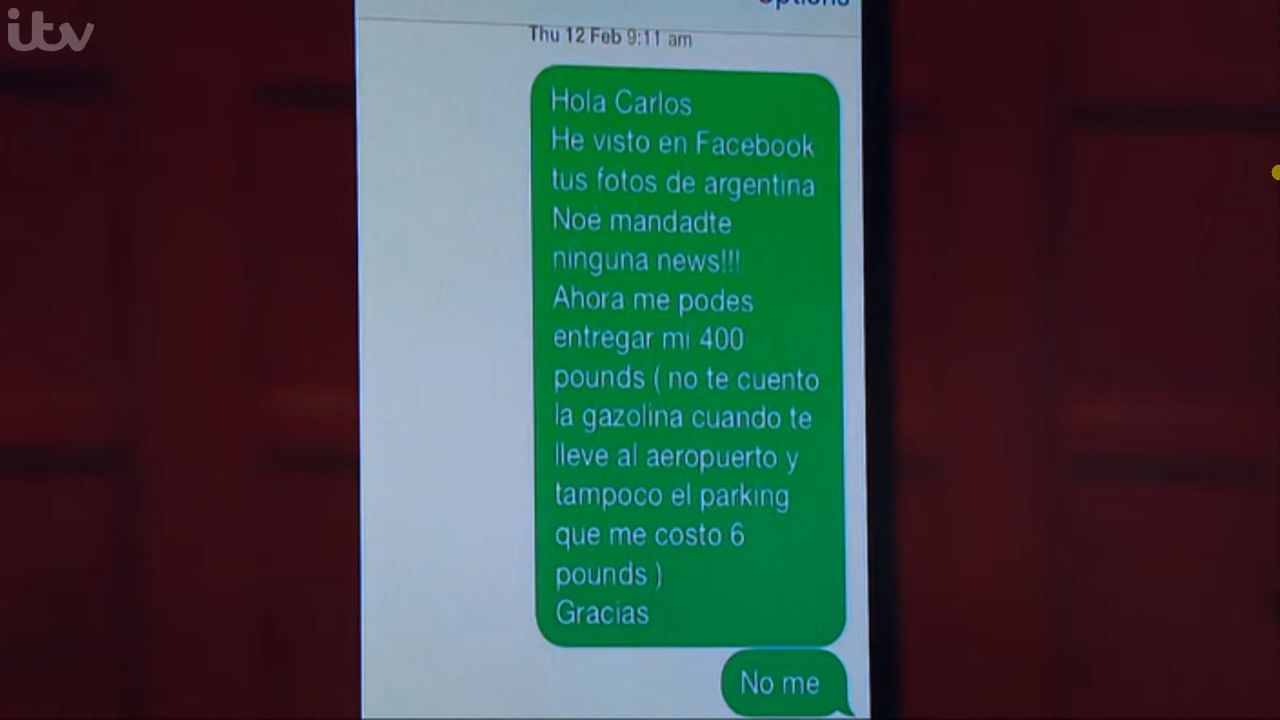 itv
Options
Thu 12 Feb 9:11 am
Hola Carlos
He visto en Facebook
tus fotos de argentina
Noé mandadte
ninguna news!!!
Ahora me podes
entregar mi 400
pounds ( no te cuento
la gazolina cuando te
lleve al aeropuerto y
tampoco el parking
que me costo 6
pounds )
Gracias
No me